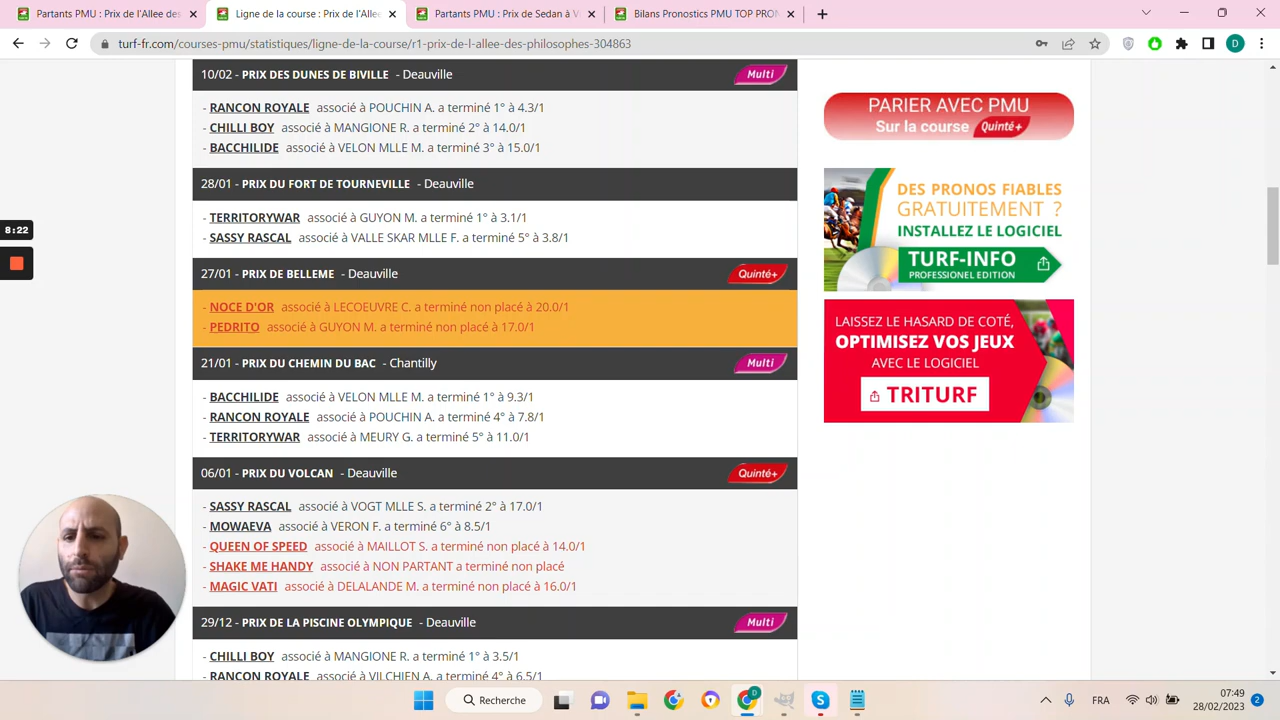 Partants PMU : Prix de l'Allee des
Ligne de la course : Prix de l'Allee
Partants PMU : Prix de Sedan à V
Bilans Pronostics PMU TOP PRON
turf-fr.com/courses-pmu/statistiques/ligne-de-la-course/r1-prix-de-l-allee-des-philosophes-304863
D
10/02 - PRIX DES DUNES DE BIVILLE - Deauville Multi
- RANCON ROYALE associé à POUCHIN A. a terminé 1° à 4.3/1
- CHILLI BOY associé à MANGIONE R. a terminé 2° à 14.0/1
- BACCHILIDE associé à VELON MLLE M. a terminé 3° à 15.0/1
28/01 - PRIX DU FORT DE TOURNEVILLE - Deauville
- TERRITORYWAR associé à GUYON M. a terminé 1° à 3.1/1
- SASSY RASCAL associé à VALLE SKAR MLLE F. a terminé 5° à 3.8/1
27/01 - PRIX DE BELLEME - Deauville Quinté+
- NOCE D'OR associé à LECOEUVRE C. a terminé non placé à 20.0/1
- PEDRITO associé à GUYON M. a terminé non placé à 17.0/1
21/01 - PRIX DU CHEMIN DU BAC - Chantilly Multi
- BACCHILIDE associé à VELON MLLE M. a terminé 1° à 9.3/1
- RANCON ROYALE associé à POUCHIN A. a terminé 4° à 7.8/1
- TERRITORYWAR associé à MEURY G. a terminé 5° à 11.0/1
06/01 - PRIX DU VOLCAN - Deauville Quinté+
- SASSY RASCAL associé à VOGT MLLE S. a terminé 2° à 17.0/1
- MOWAEVA associé à VERON F. a terminé 6° à 8.5/1
- QUEEN OF SPEED associé à MAILLOT S. a terminé non placé à 14.0/1
- SHAKE ME HANDY associé à NON PARTANT a terminé non placé
- MAGIC VATI associé à DELALANDE M. a terminé non placé à 16.0/1
29/12 - PRIX DE LA PISCINE OLYMPIQUE - Deauville Multi
- CHILLI BOY associé à MANGIONE R. a terminé 1° à 3.5/1
- RANCON ROYALE associé à VILCHIEN A. a terminé 4° à 6.5/1
PARIER AVEC PMU
Sur la course Quinté+
DES PRONOS FIABLES
GRATUITEMENT ?
INSTALLEZ LE LOGICIEL
TURF-INFO
PROFESSIONEL EDITION
LAISSEZ LE HASARD DE COTÉ,
OPTIMISEZ VOS JEUX
AVEC LE LOGICIEL
TRITURF
8:22
Recherche
D
FRA
07:49
28/02/2023
2